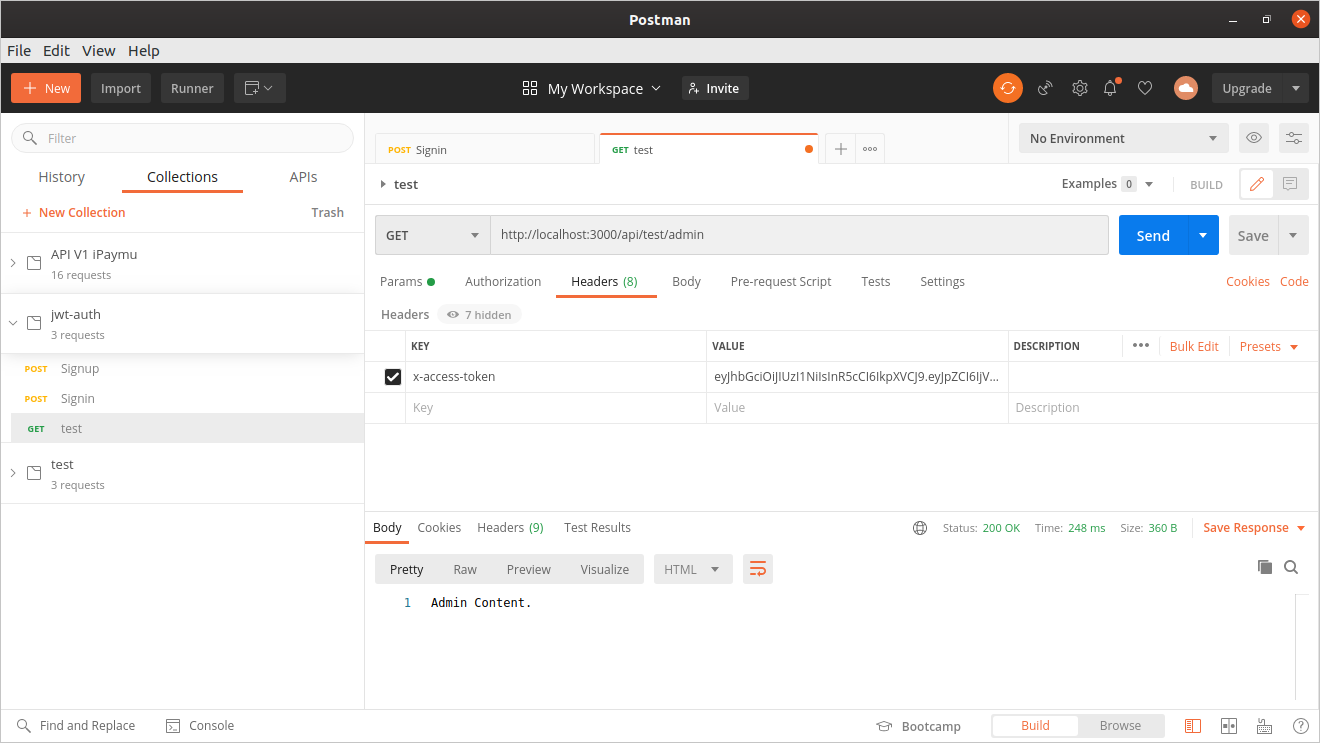 Postman
File Edit View Help
New Import Runner My Workspace Invite Upgrade
Filter
History Collections APIs
New Collection Trash
API V1 iPaymu
16 requests
jwt-auth
3 requests
POST Signup
POST Signin
GET test
test
3 requests
POST Signin GET test No Environment
test Examples 0 BUILD
GET http://localhost:3000/api/test/admin Send Save
Params Authorization Headers (8) Body Pre-request Script Tests Settings Cookies Code
Headers 7 hidden
KEY VALUE DESCRIPTION Bulk Edit Presets
x-access-token eyJhbGciOiJIUzI1NiIsInR5cCI6IkpXVCJ9.eyJpZCI6IjV...
Key Value Description
Body Cookies Headers (9) Test Results Status: 200 OK Time: 248 ms Size: 360 B Save Response
Pretty Raw Preview Visualize HTML
1 Admin Content.
Find and Replace Console Bootcamp Build Browse